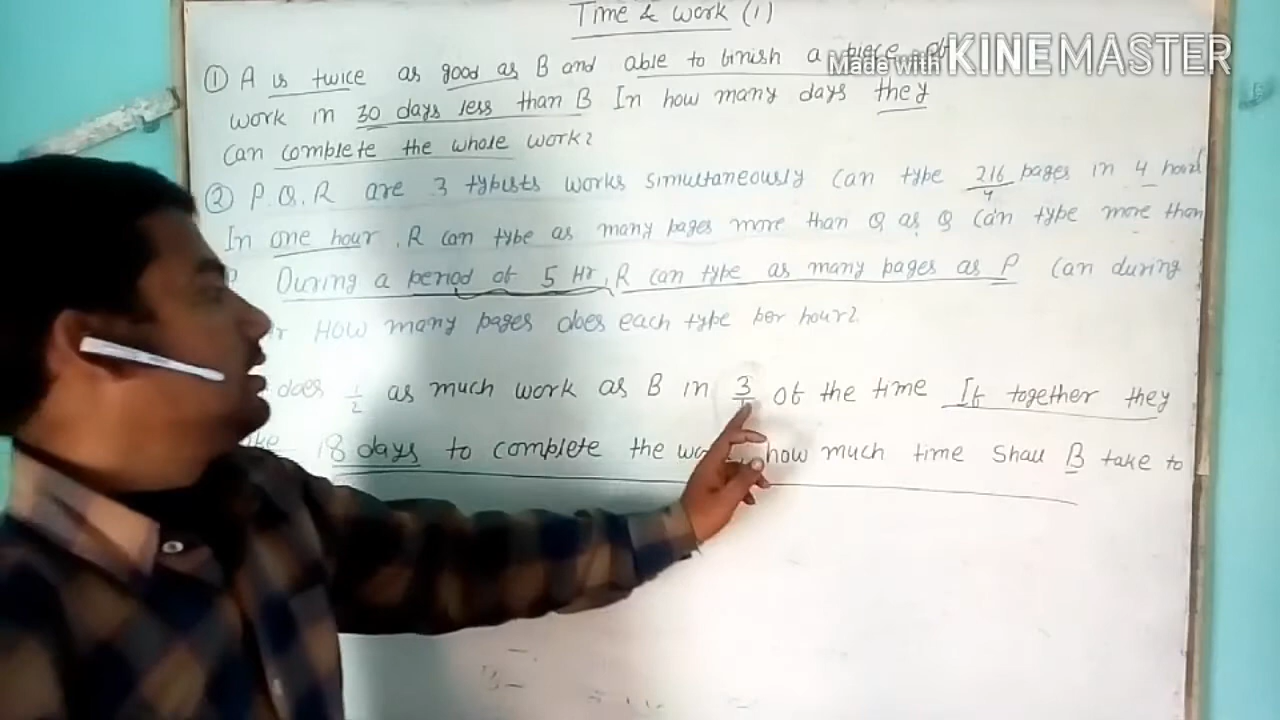 Time & work (1)
Made with KINEMASTER
① A is twice as good as B and able to finish a piece of
work in 30 days less than B In how many days they
Can complete the whole work?
② P. Q. R are 3 typists works simultaneously Can type 216/4 pages in 4 hour
In one hour, R can type as many pages more than Q as Q can type more than
P During a period of 5 Hr, R can type as many pages as P Can during
Hr How many pages does each type per hour?
does 1/2 as much work as B in 3/ of the time If together they
18 days to complete the how much time shall B take to